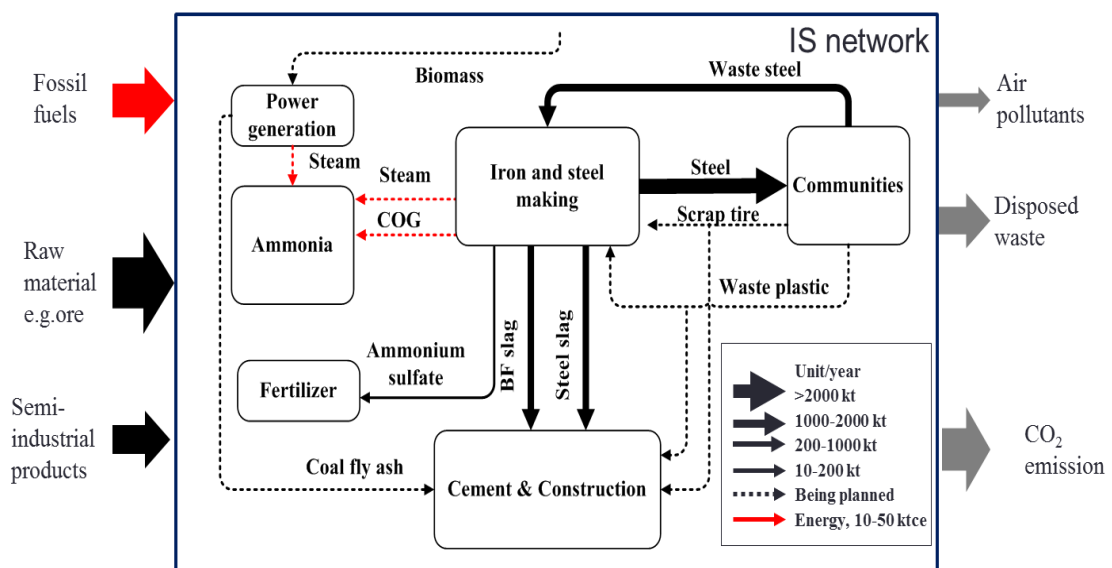 IS network
Fossil
fuels
Raw
material
e.g.ore
Semi-
industrial
products
Biomass
Power
generation
Steam
Steam
COG
Ammonia
Iron and steel
making
Waste steel
Steel
Communities
Scrap tire
Waste plastic
BF slag
Steel slag
Ammonium
sulfate
Fertilizer
Coal fly ash
Cement & Construction
Unit/year
>2000 kt
1000-2000 kt
200-1000 kt
10-200 kt
Being planned
Energy, 10-50 ktce
Air
pollutants
Disposed
waste
CO2
emission